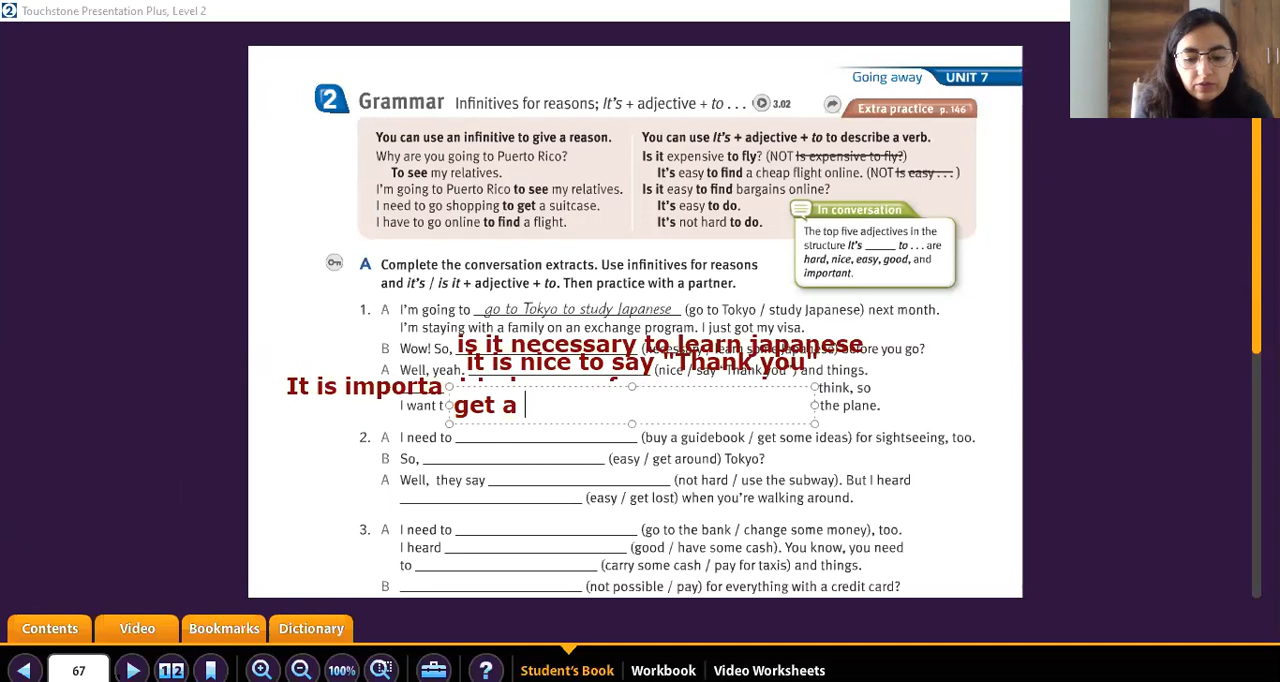 Touchstone Presentation Plus, Level 2
Going away UNIT 7
2 Grammar Infinitives for reasons; It's + adjective + to . . . 3.02
Extra practice p. 146
You can use an infinitive to give a reason.
Why are you going to Puerto Rico?
To see my relatives.
I'm going to Puerto Rico to see my relatives.
I need to go shopping to get a suitcase.
I have to go online to find a flight.
You can use It's + adjective + to to describe a verb.
Is it expensive to fly? (NOT Is expensive to fly?)
It's easy to find a cheap flight online. (NOT Is easy . . . )
Is it easy to find bargains online?
It's easy to do.
It's not hard to do.
In conversation
The top five adjectives in the
structure It's _____ to . . . are
hard, nice, easy, good, and
important.
A Complete the conversation extracts. Use infinitives for reasons
and it's / is it + adjective + to. Then practice with a partner.
1. A I'm going to go to Tokyo to study Japanese (go to Tokyo / study Japanese) next month.
I'm staying with a family on an exchange program. I just got my visa.
B Wow! So, is it necessary to learn japanese before you go?
A Well, yeah. it is nice to say "Thank you" (nice / say "Thank you") and things.
It is importa think, so
I want t get a the plane.
2. A I need to ____________ (buy a guidebook / get some ideas) for sightseeing, too.
B So, ____________ (easy / get around) Tokyo?
A Well, they say ____________ (not hard / use the subway). But I heard
____________ (easy / get lost) when you're walking around.
3. A I need to ____________ (go to the bank / change some money), too.
I heard ____________ (good / have some cash). You know, you need
to ____________ (carry some cash / pay for taxis) and things.
B ____________ (not possible / pay) for everything with a credit card?
Contents Video Bookmarks Dictionary
67 1 2 100% ? Student's Book Workbook Video Worksheets